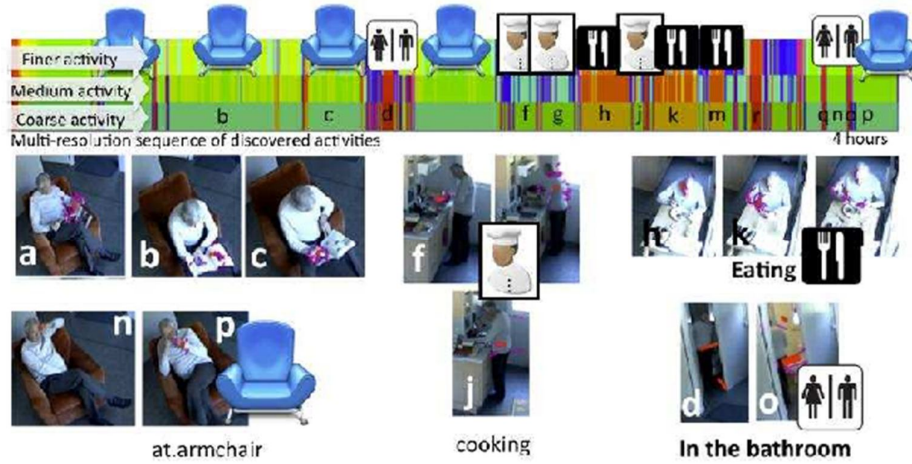 Finer activity
Medium activity
Coarse activity
b c d f g h j k m r q n o p
Multi-resolution sequence of discovered activities
4 hours
a b c
f
h k
Eating
n p
j
d o
at.armchair
cooking
In the bathroom